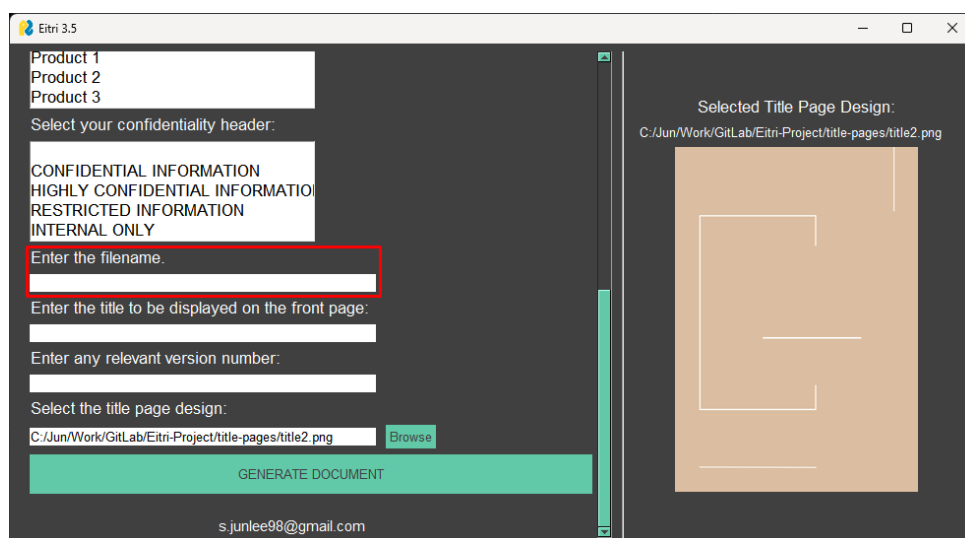 Eitri 3.5
Product 1
Product 2
Product 3
Select your confidentiality header:
CONFIDENTIAL INFORMATION
HIGHLY CONFIDENTIAL INFORMATIO
RESTRICTED INFORMATION
INTERNAL ONLY
Enter the filename.
Enter the title to be displayed on the front page:
Enter any relevant version number:
Select the title page design:
C:/Jun/Work/GitLab/Eitri-Project/title-pages/title2.png Browse
GENERATE DOCUMENT
s.junlee98@gmail.com
Selected Title Page Design:
C:/Jun/Work/GitLab/Eitri-Project/title-pages/title2.png